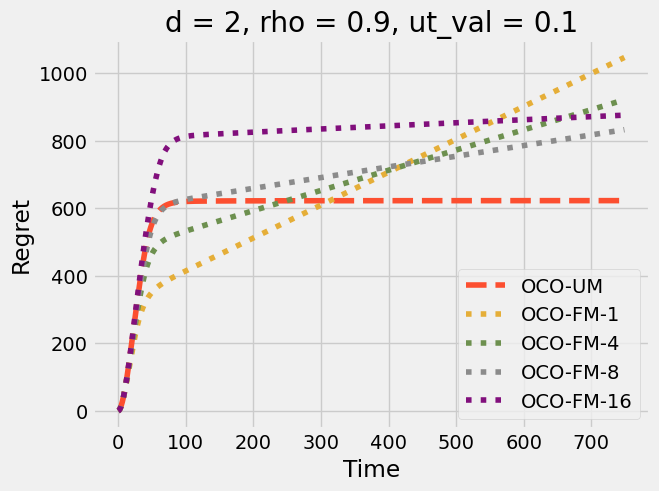 d = 2, rho = 0.9, ut_val = 0.1
1000
800
600
400
200
0
Regret
0 100 200 300 400 500 600 700
Time
OCO-UM
OCO-FM-1
OCO-FM-4
OCO-FM-8
OCO-FM-16